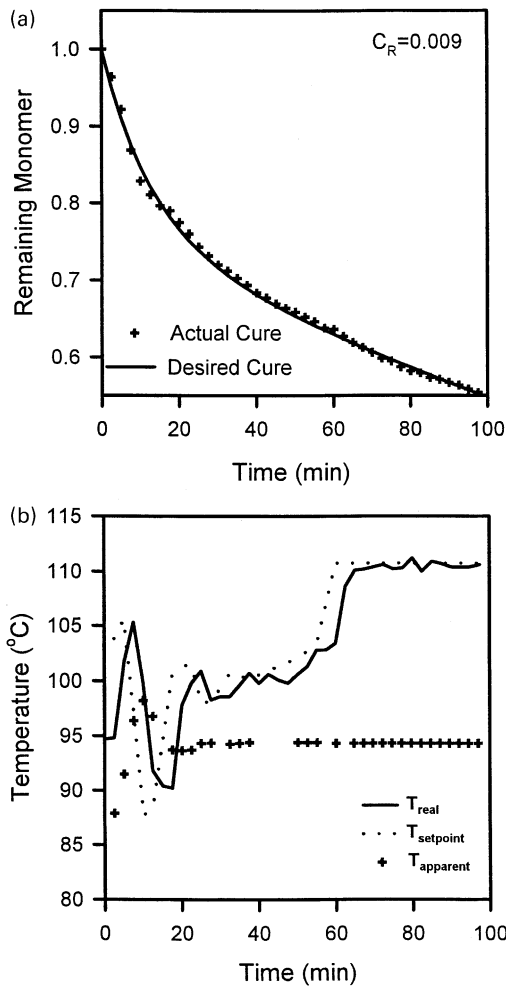 (a)
C_R=0.009
1.0
0.9
0.8
0.7
0.6
Remaining Monomer
Actual Cure
Desired Cure
0 20 40 60 80 100
Time (min)
(b)
115
110
105
100
95
90
85
80
Temperature (°C)
T_real
T_setpoint
T_apparent
0 20 40 60 80 100
Time (min)